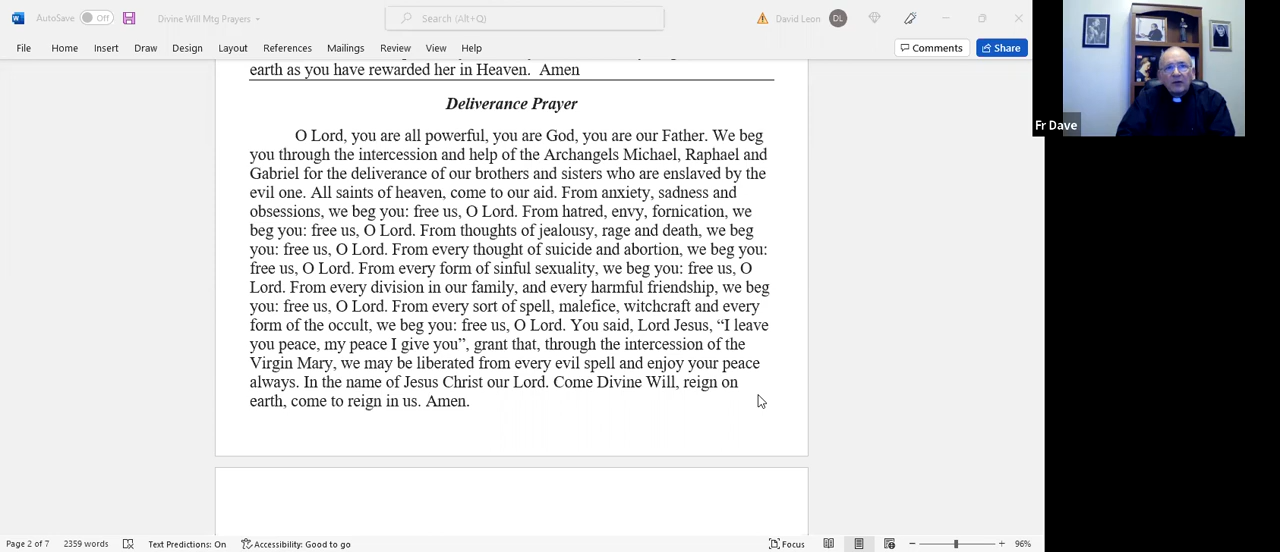 AutoSave Off Divine Will Mtg Prayers Search (Alt+Q) David Leon DL
File Home Insert Draw Design Layout References Mailings Review View Help Comments Share
earth as you have rewarded her in Heaven. Amen
Deliverance Prayer
O Lord, you are all powerful, you are God, you are our Father. We beg
you through the intercession and help of the Archangels Michael, Raphael and
Gabriel for the deliverance of our brothers and sisters who are enslaved by the
evil one. All saints of heaven, come to our aid. From anxiety, sadness and
obsessions, we beg you: free us, O Lord. From hatred, envy, fornication, we
beg you: free us, O Lord. From thoughts of jealousy, rage and death, we beg
you: free us, O Lord. From every thought of suicide and abortion, we beg you:
free us, O Lord. From every form of sinful sexuality, we beg you: free us, O
Lord. From every division in our family, and every harmful friendship, we beg
you: free us, O Lord. From every sort of spell, malefice, witchcraft and every
form of the occult, we beg you: free us, O Lord. You said, Lord Jesus, “I leave
you peace, my peace I give you”, grant that, through the intercession of the
Virgin Mary, we may be liberated from every evil spell and enjoy your peace
always. In the name of Jesus Christ our Lord. Come Divine Will, reign on
earth, come to reign in us. Amen.
Fr Dave
Page 2 of 7 2359 words Text Predictions: On Accessibility: Good to go Focus 96%